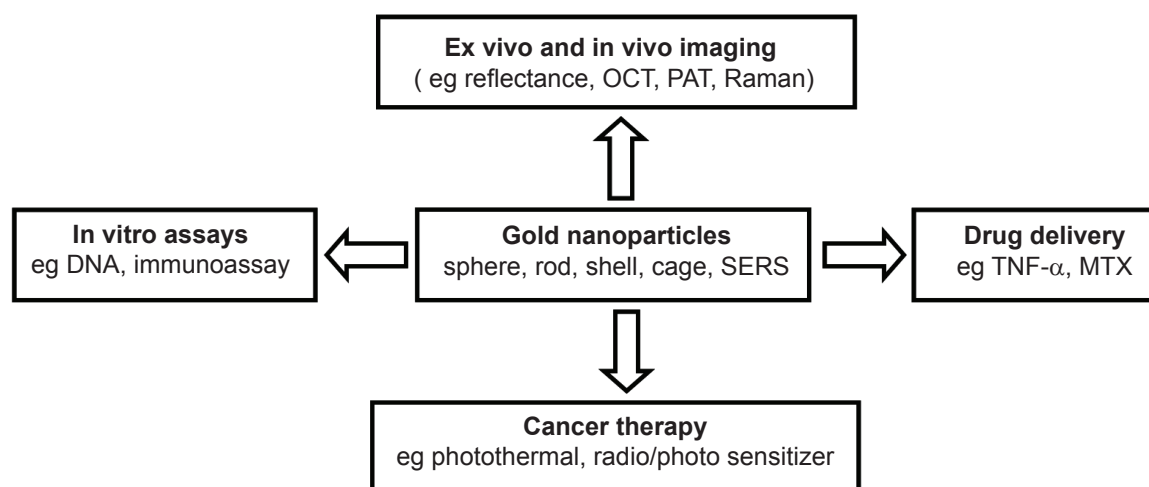 Ex vivo and in vivo imaging
( eg reflectance, OCT, PAT, Raman)
In vitro assays
eg DNA, immunoassay
Gold nanoparticles
sphere, rod, shell, cage, SERS
Drug delivery
eg TNF-α, MTX
Cancer therapy
eg photothermal, radio/photo sensitizer